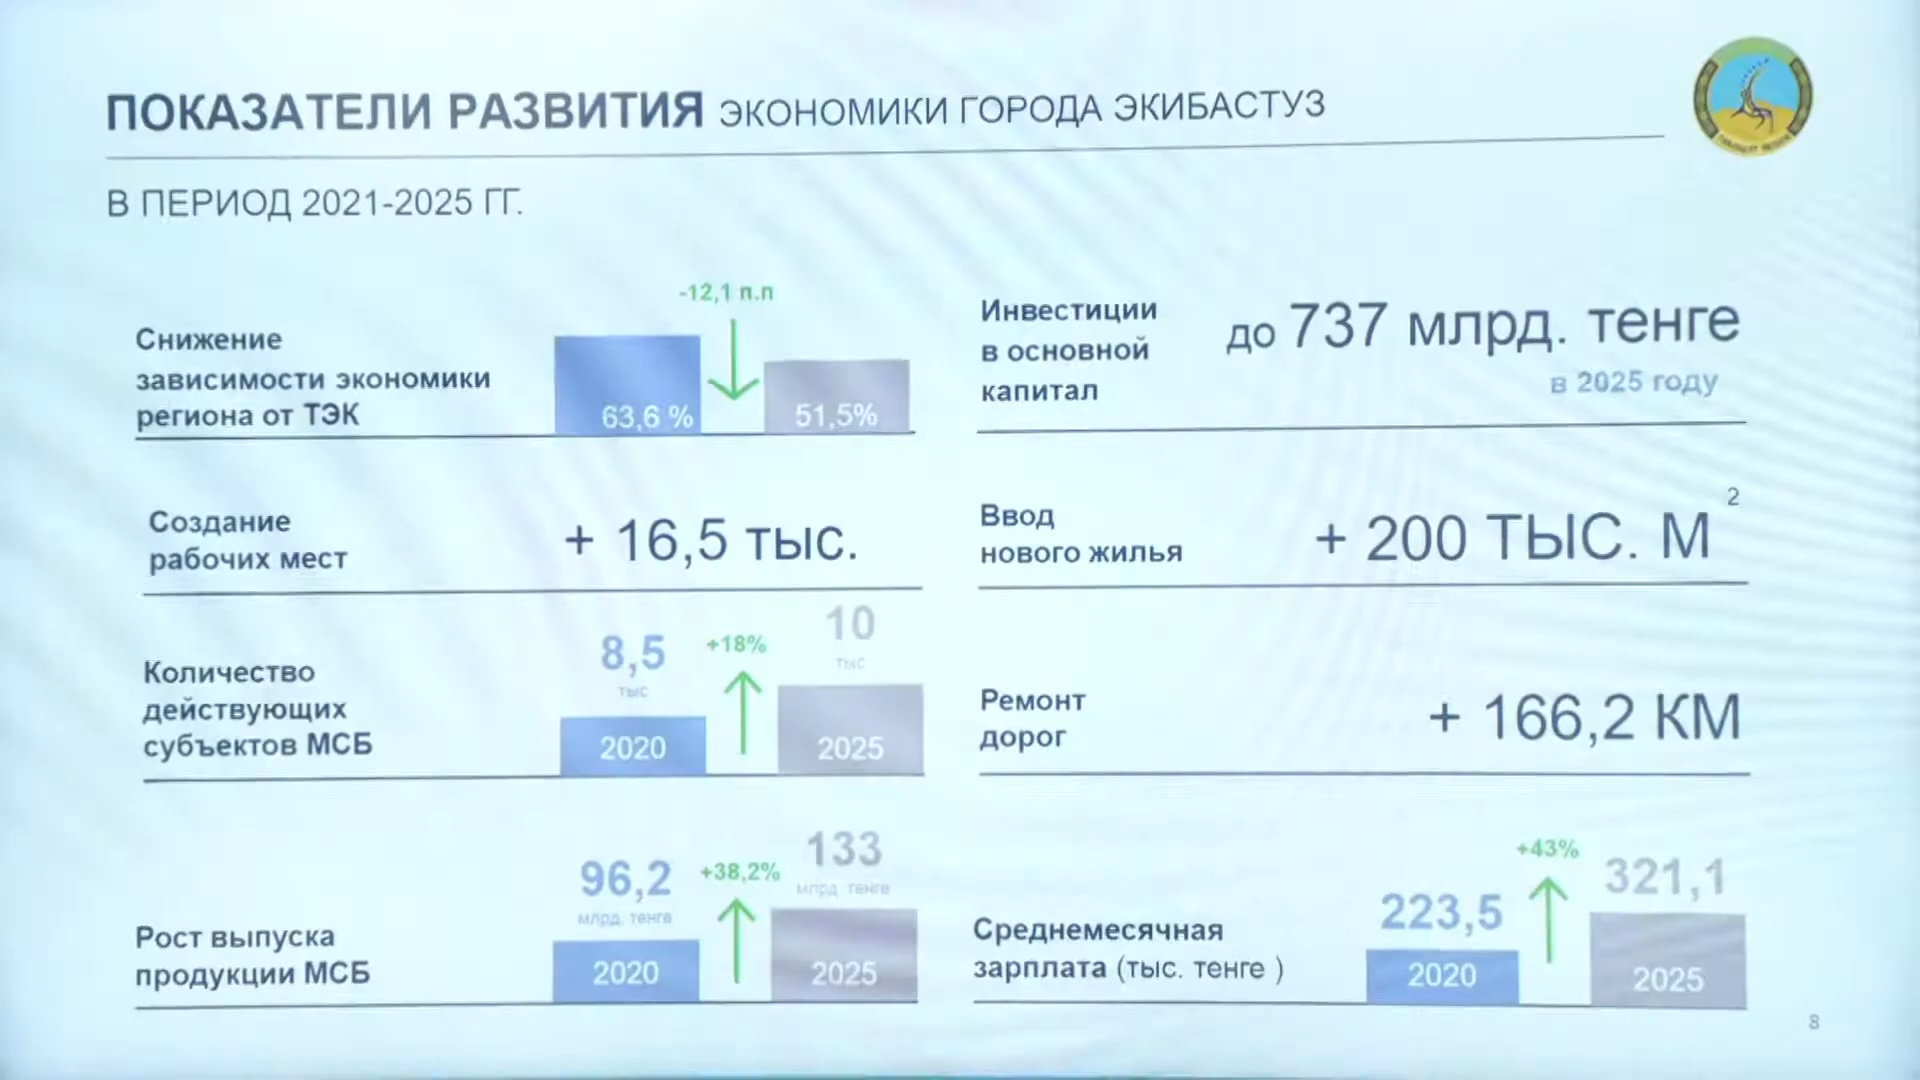 ПОКАЗАТЕЛИ РАЗВИТИЯ ЭКОНОМИКИ ГОРОДА ЭКИБАСТУЗ
В ПЕРИОД 2021-2025 ГГ.
Снижение
зависимости экономики
региона от ТЭК
-12,1 п.п
63,6 %
51,5%
Инвестиции
в основной
капитал
до 737 млрд. тенге
в 2025 году
Создание
рабочих мест
+ 16,5 тыс.
Ввод
нового жилья
+ 200 ТЫС. М 2
Количество
действующих
субъектов МСБ
8,5
тыс
2020
+18%
10
тыс
2025
Ремонт
дорог
+ 166,2 КМ
Рост выпуска
продукции МСБ
96,2
млрд. тенге
2020
+38,2%
133
млрд. тенге
2025
Среднемесячная
зарплата (тыс. тенге )
223,5
2020
+43%
321,1
2025
8